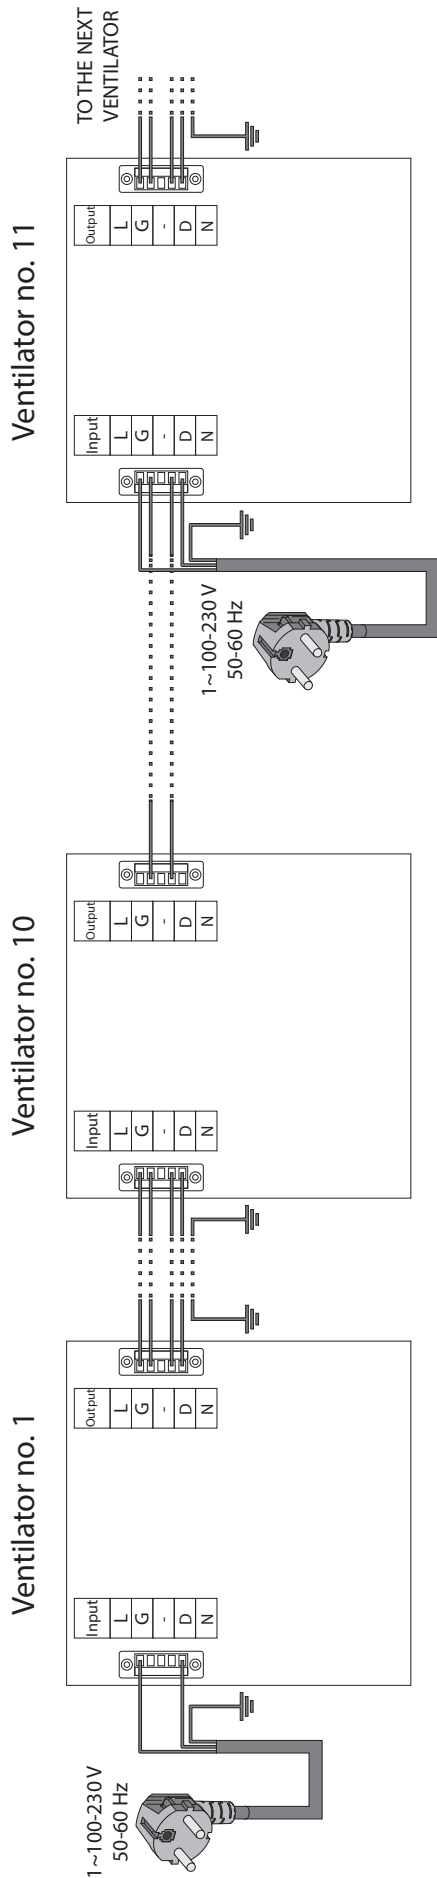 Ventilator no. 1
Input
L
G
-
D
N
Output
L
G
-
D
N
1~100-230 V
50-60 Hz
Ventilator no. 10
Input
L
G
-
D
N
Output
L
G
-
D
N
Ventilator no. 11
Input
L
G
-
D
N
Output
L
G
-
D
N
1~100-230 V
50-60 Hz
TO THE NEXT
VENTILATOR